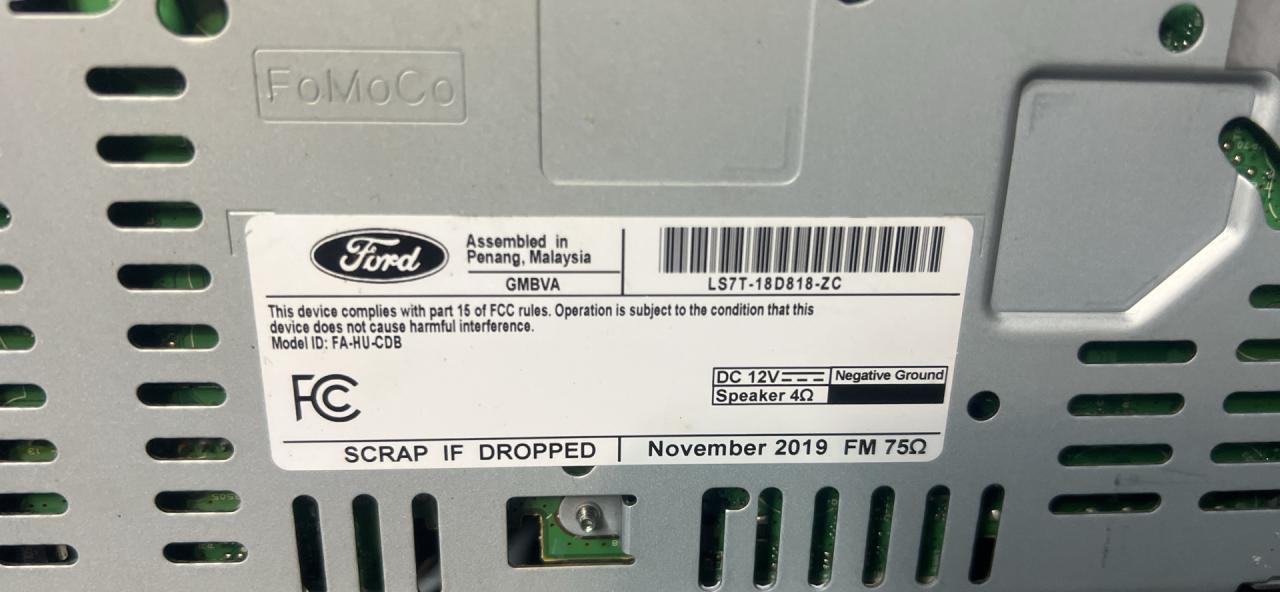 FoMoCo
Ford
Assembled in
Penang, Malaysia
GMBVA
LS7T-18D818-ZC
This device complies with part 15 of FCC rules. Operation is subject to the condition that this
device does not cause harmful interference.
Model ID: FA-HU-CDB
FC
DC 12V
Negative Ground
Speaker 4Ω
SCRAP IF DROPPED
November 2019 FM 75Ω